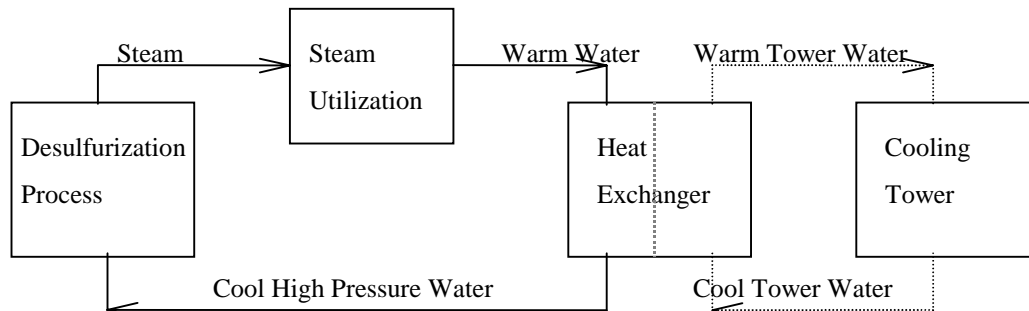 Steam
Steam
Utilization
Warm Water
Warm Tower Water
Desulfurization
Process
Heat
Exchanger
Cooling
Tower
Cool High Pressure Water
Cool Tower Water